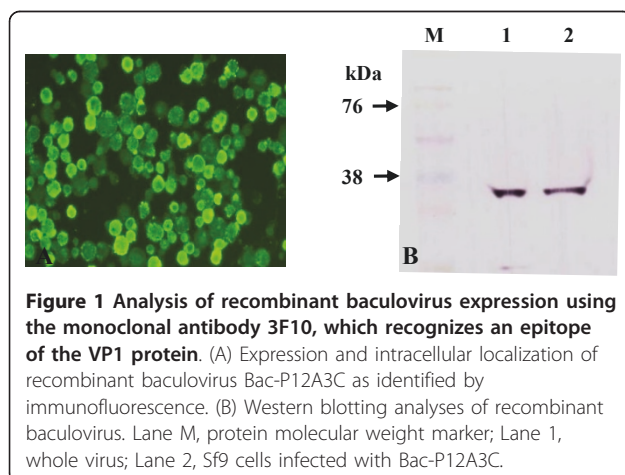 M 1 2
kDa
76
38
A
B
Figure 1 Analysis of recombinant baculovirus expression using
the monoclonal antibody 3F10, which recognizes an epitope
of the VP1 protein. (A) Expression and intracellular localization of
recombinant baculovirus Bac-P12A3C as identified by
immunofluorescence. (B) Western blotting analyses of recombinant
baculovirus. Lane M, protein molecular weight marker; Lane 1,
whole virus; Lane 2, Sf9 cells infected with Bac-P12A3C.